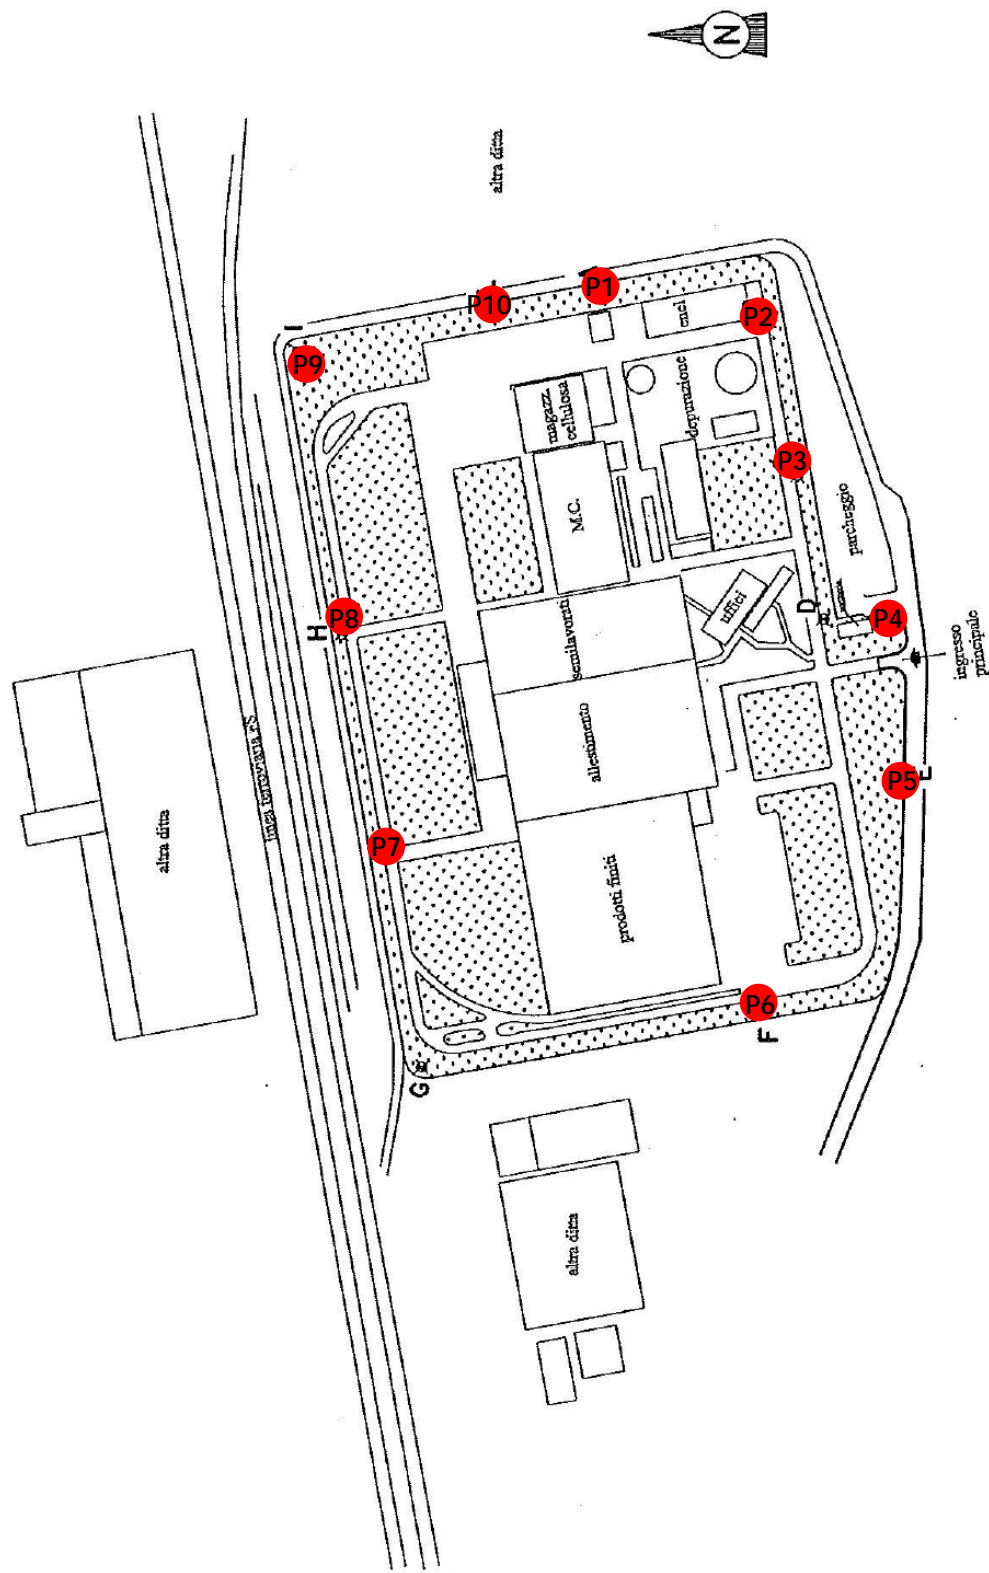 N
altra ditta
P1
P10
I
P9
P2
enel
depurazione
magazz.
cellulosa
P3
M.C.
parcheggio
D
uffici
P4
H
P8
semilavorati
ingresso
principale
allestimento
P5
linea ferroviaria FS
altra ditta
P7
prodotti finiti
P6
F
G
altra ditta